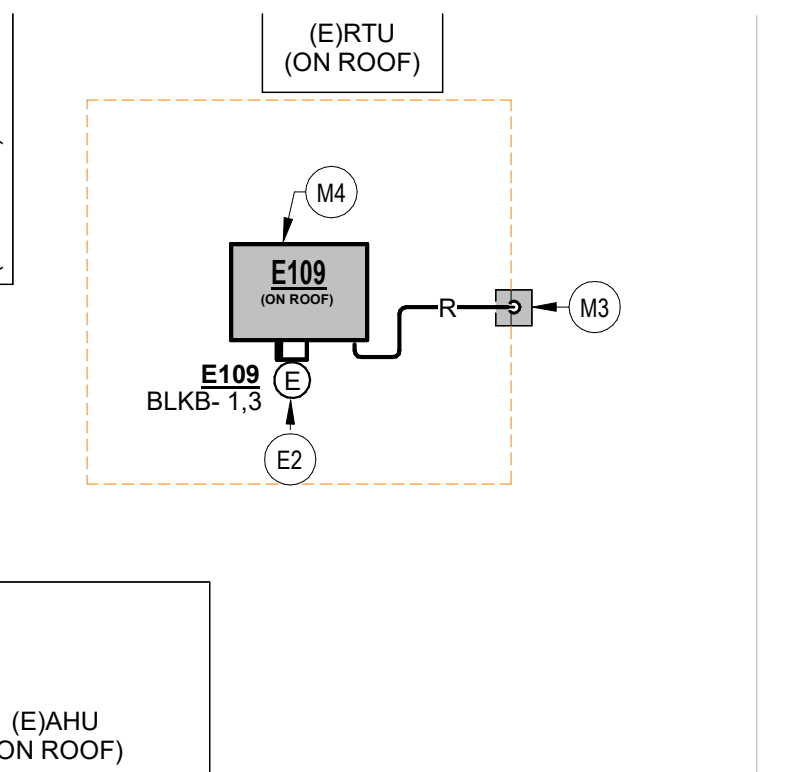 (E)RTU
(ON ROOF)
M4
E109
(ON ROOF)
R
M3
E109
E
BLKB- 1,3
E2
(E)AHU
ON ROOF)